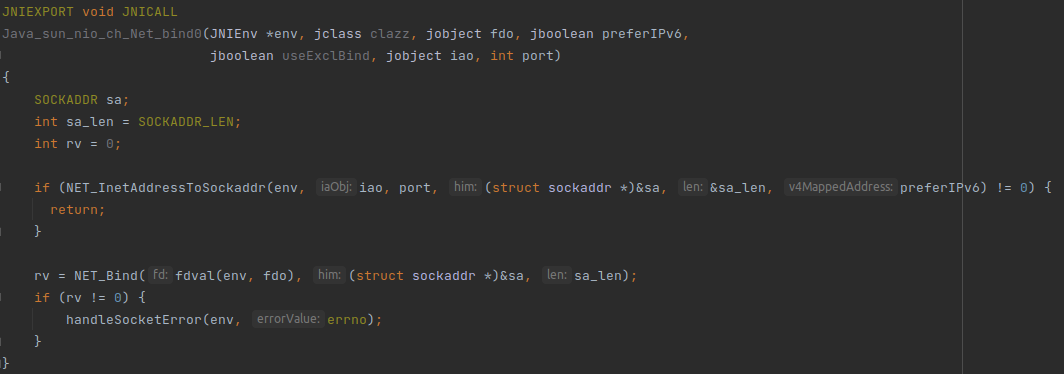 JNIEXPORT void JNICALL
Java_sun_nio_ch_Net_bind0(JNIEnv *env, jclass clazz, jobject fdo, jboolean preferIPv6,
                          jboolean useExclBind, jobject iao, int port)
{
    SOCKADDR sa;
    int sa_len = SOCKADDR_LEN;
    int rv = 0;

    if (NET_InetAddressToSockaddr(env, iaObj: iao, port, him: (struct sockaddr *)&sa, len: &sa_len, v4MappedAddress: preferIPv6) != 0) {
      return;
    }

    rv = NET_Bind( fd: fdval(env, fdo), him: (struct sockaddr *)&sa, len: sa_len);
    if (rv != 0) {
        handleSocketError(env, errorValue: errno);
    }
}